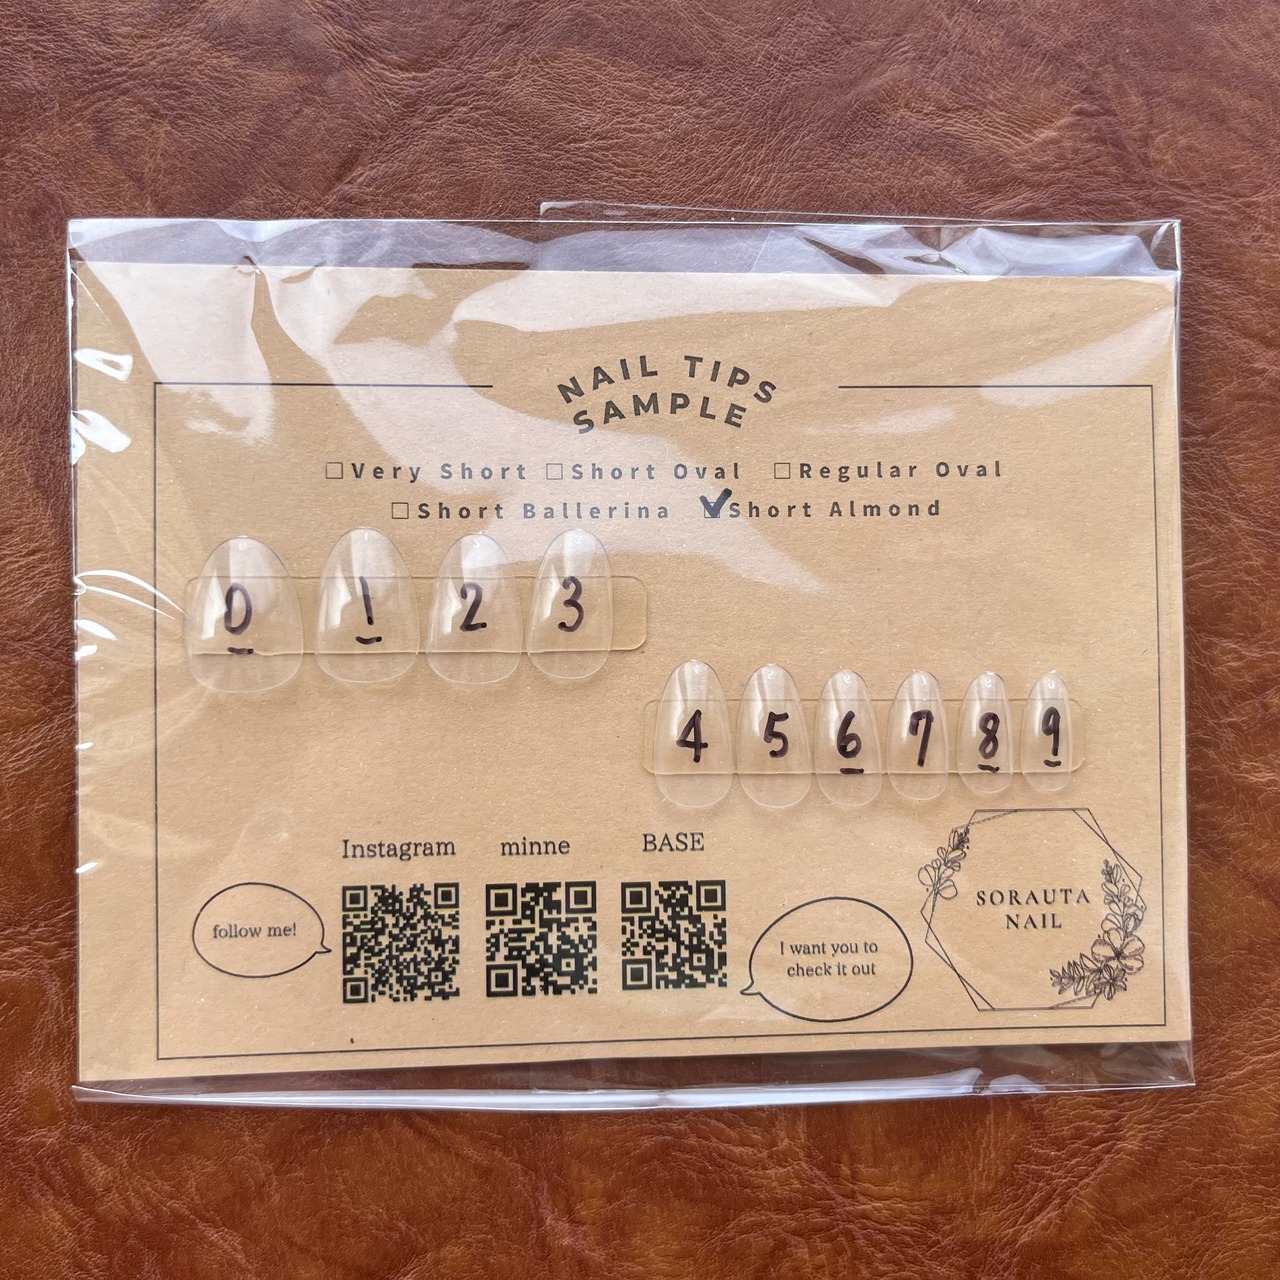 NAIL TIPS
SAMPLE
☐Very Short ☐Short Oval ☐Regular Oval
☐Short Ballerina ☑Short Almond
0 1 2 3
4 5 6 7 8 9
Instagram minne BASE
follow me!
I want you to
check it out
SORAUTA
NAIL